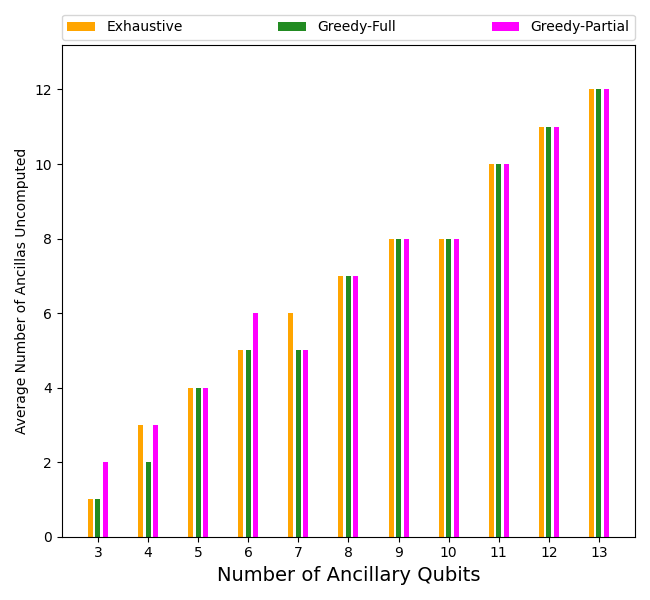 Exhaustive Greedy-Full Greedy-Partial
Average Number of Ancillas Uncomputed
12
10
8
6
4
2
0
3 4 5 6 7 8 9 10 11 12 13
Number of Ancillary Qubits